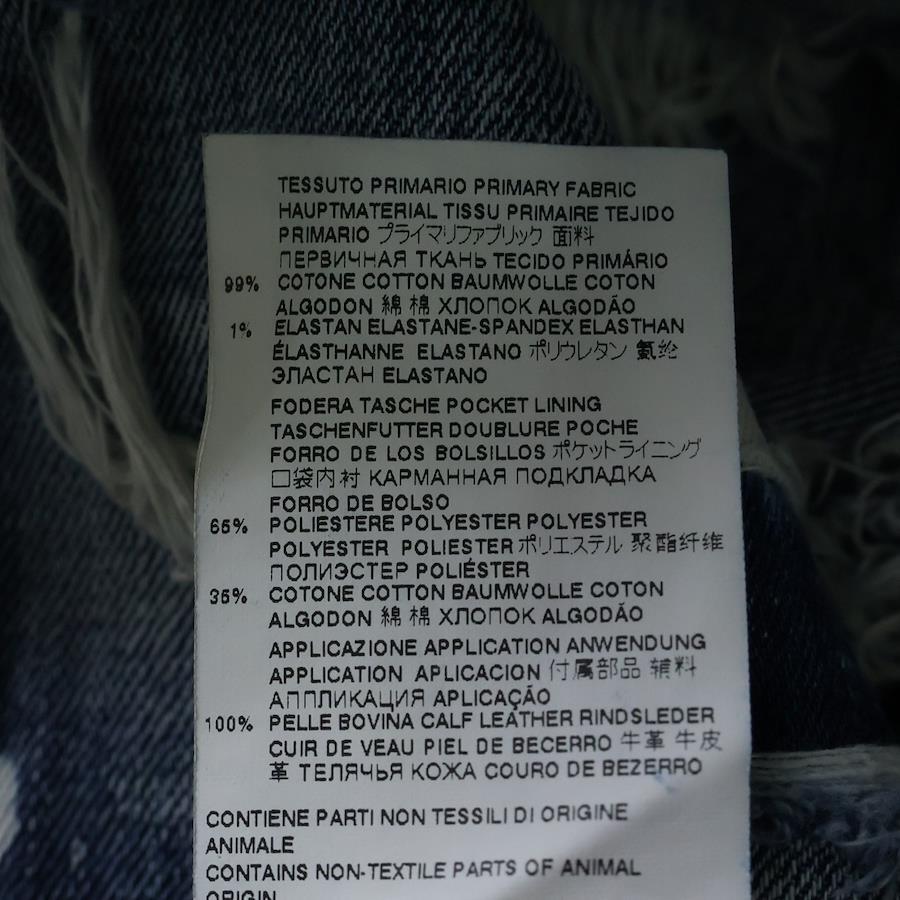 TESSUTO PRIMARIO PRIMARY FABRIC
HAUPTMATERIAL TISSU PRIMAIRE TEJIDO
PRIMARIO プライマリファブリック 面料
ПЕРВИЧНАЯ ТКАНЬ TECIDO PRIMÁRIO
99% COTONE COTTON BAUMWOLLE COTON
ALGODON 綿 棉 ХЛОПОК ALGODÃO
1% ELASTAN ELASTANE-SPANDEX ELASTHAN
ÉLASTHANNE ELASTANO ポリウレタン 氨纶
ЭЛАСТАН ELASTANO
FODERA TASCHE POCKET LINING
TASCHENFUTTER DOUBLURE POCHE
FORRO DE LOS BOLSILLOS ポケットライニング
口袋内衬 КАРМАННАЯ ПОДКЛАДКА
FORRO DE BOLSO
65% POLIESTERE POLYESTER POLYESTER
POLYESTER POLIESTER ポリエステル 聚酯纤维
ПОЛИЭСТЕР POLIÉSTER
35% COTONE COTTON BAUMWOLLE COTON
ALGODON 綿 棉 ХЛОПОК ALGODÃO
APPLICAZIONE APPLICATION ANWENDUNG
APPLICATION APLICACION 付属部品 辅料
АППЛИКАЦИЯ APLICAÇÃO
100% PELLE BOVINA CALF LEATHER RINDSLEDER
CUIR DE VEAU PIEL DE BECERRO 牛革 牛皮
革 ТЕЛЯЧЬЯ КОЖА COURO DE BEZERRO
CONTIENE PARTI NON TESSILI DI ORIGINE
ANIMALE
CONTAINS NON-TEXTILE PARTS OF ANIMAL
ORIGIN